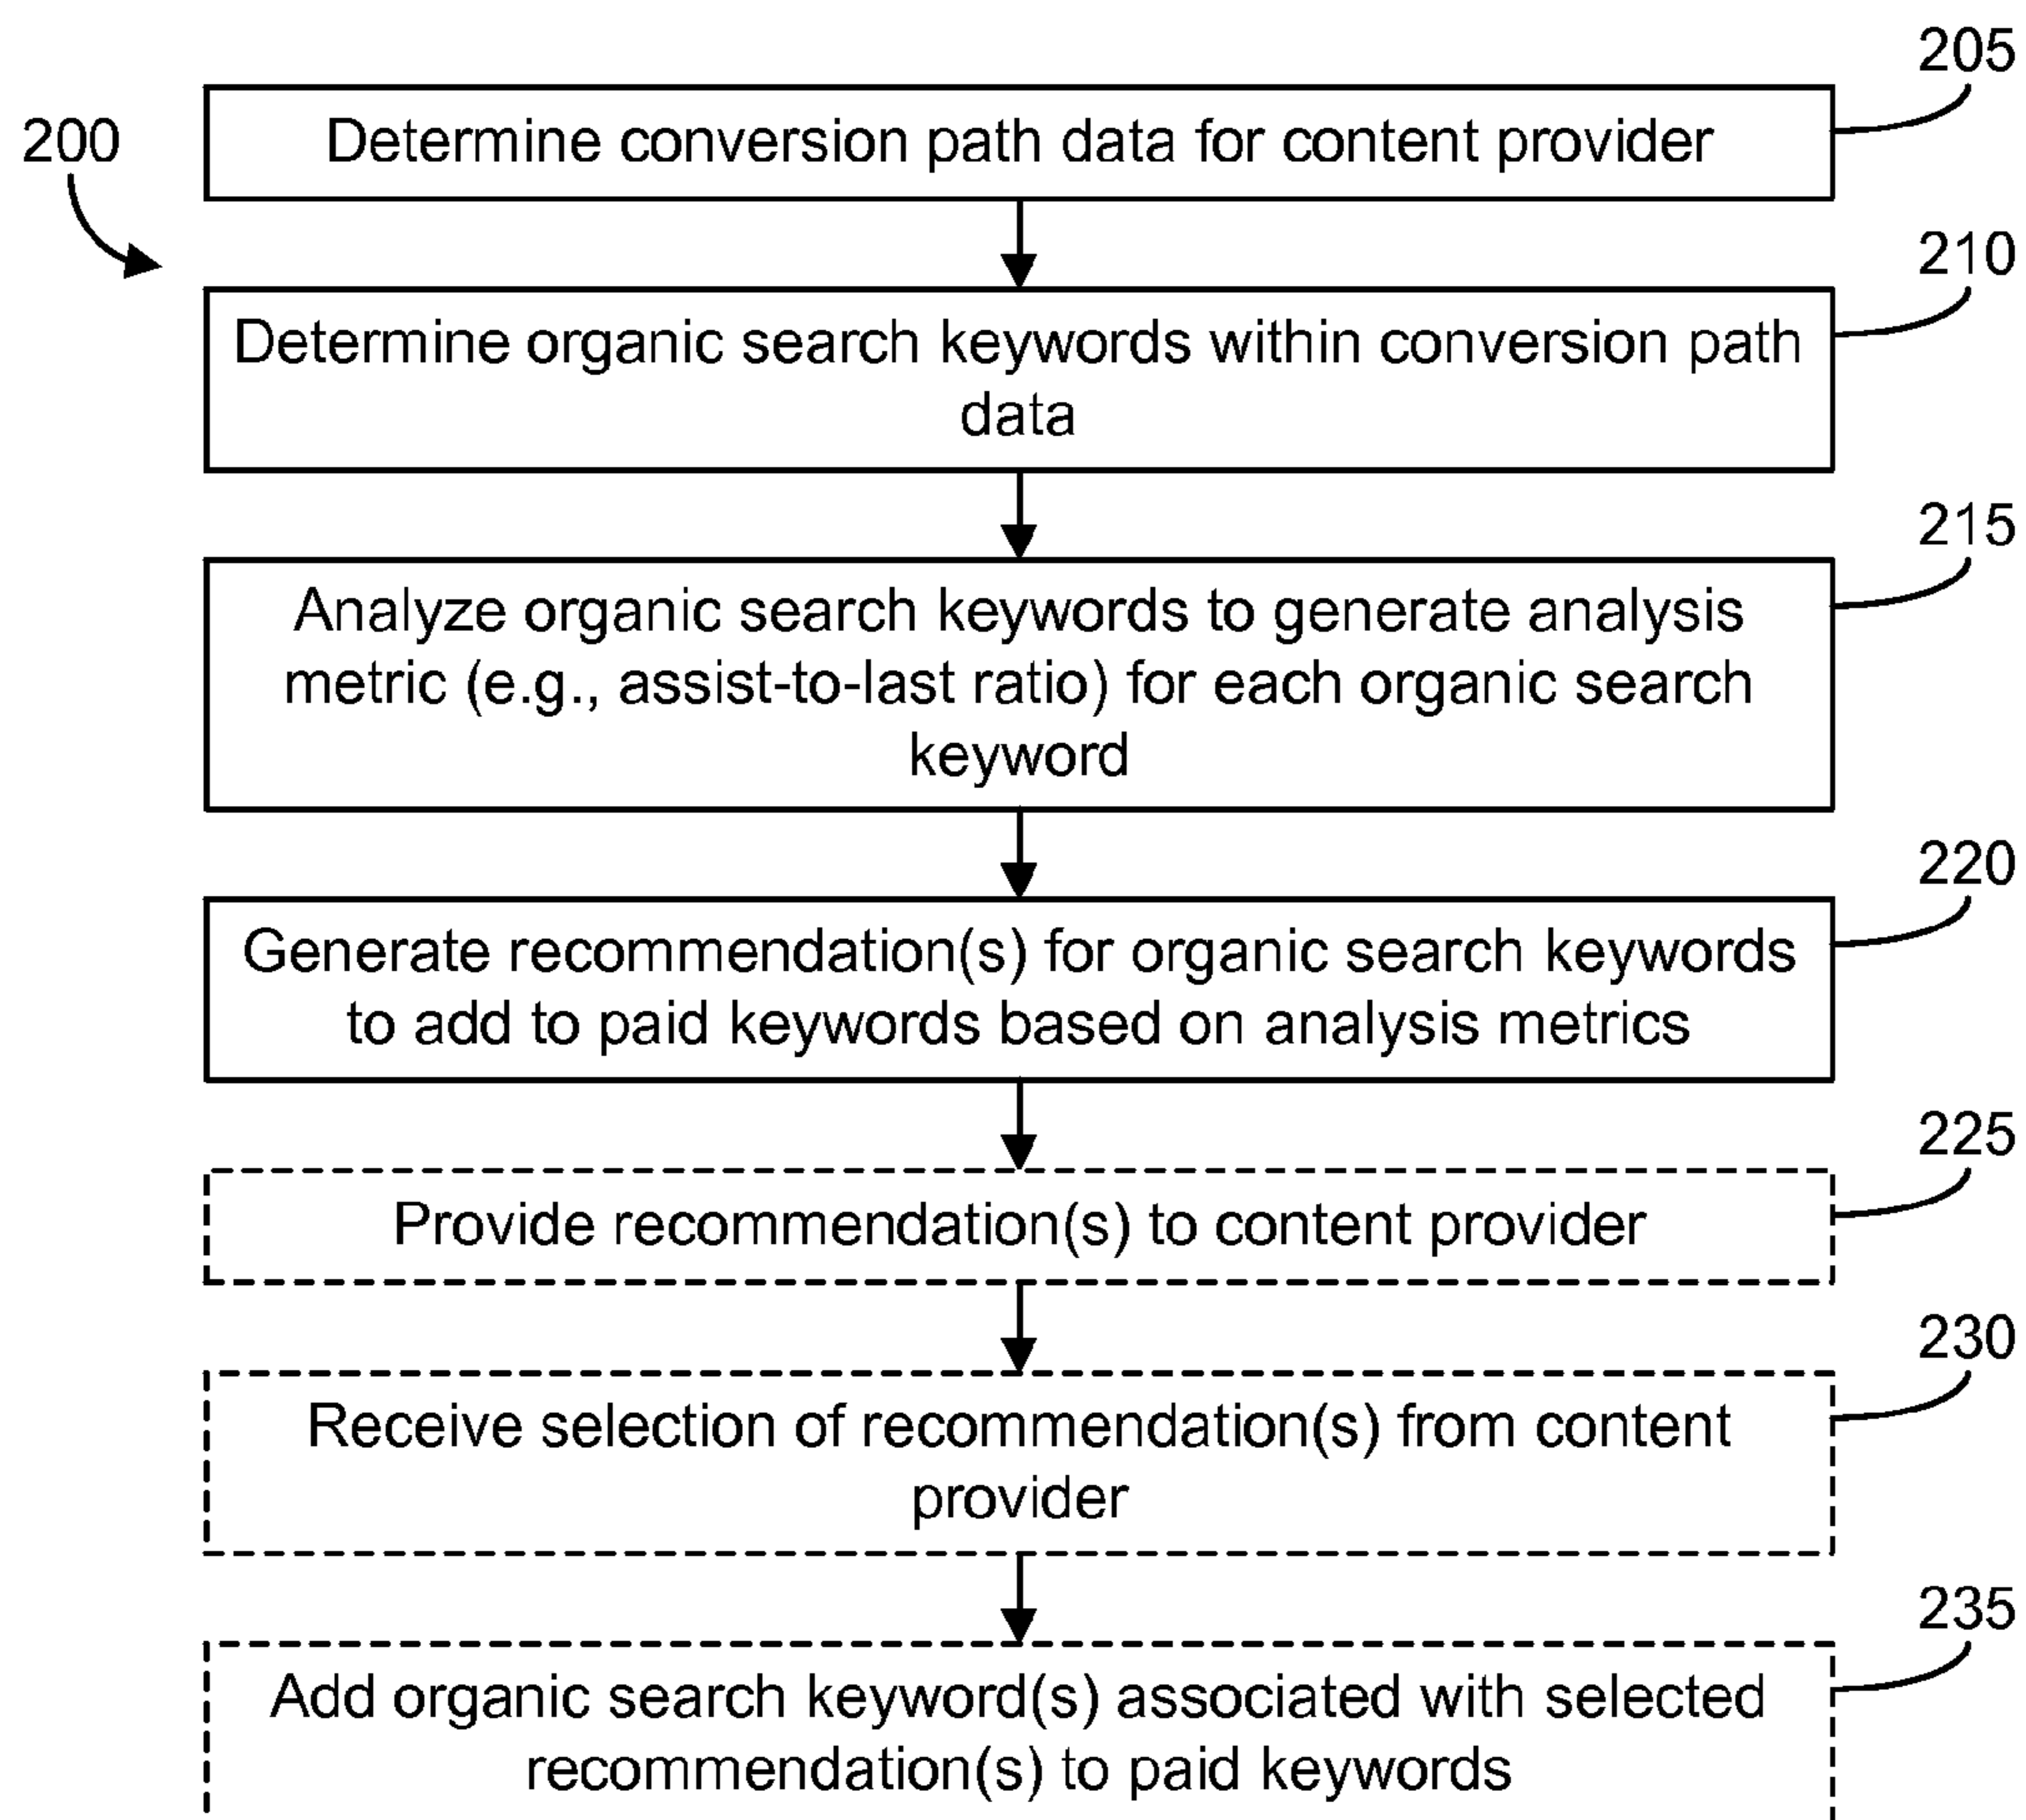 205
200
Determine conversion path data for content provider
210
Determine organic search keywords within conversion path
data
215
Analyze organic search keywords to generate analysis
metric (e.g., assist-to-last ratio) for each organic search
keyword
220
Generate recommendation(s) for organic search keywords
to add to paid keywords based on analysis metrics
225
Provide recommendation(s) to content provider
230
Receive selection of recommendation(s) from content
provider
235
Add organic search keyword(s) associated with selected
recommendation(s) to paid keywords